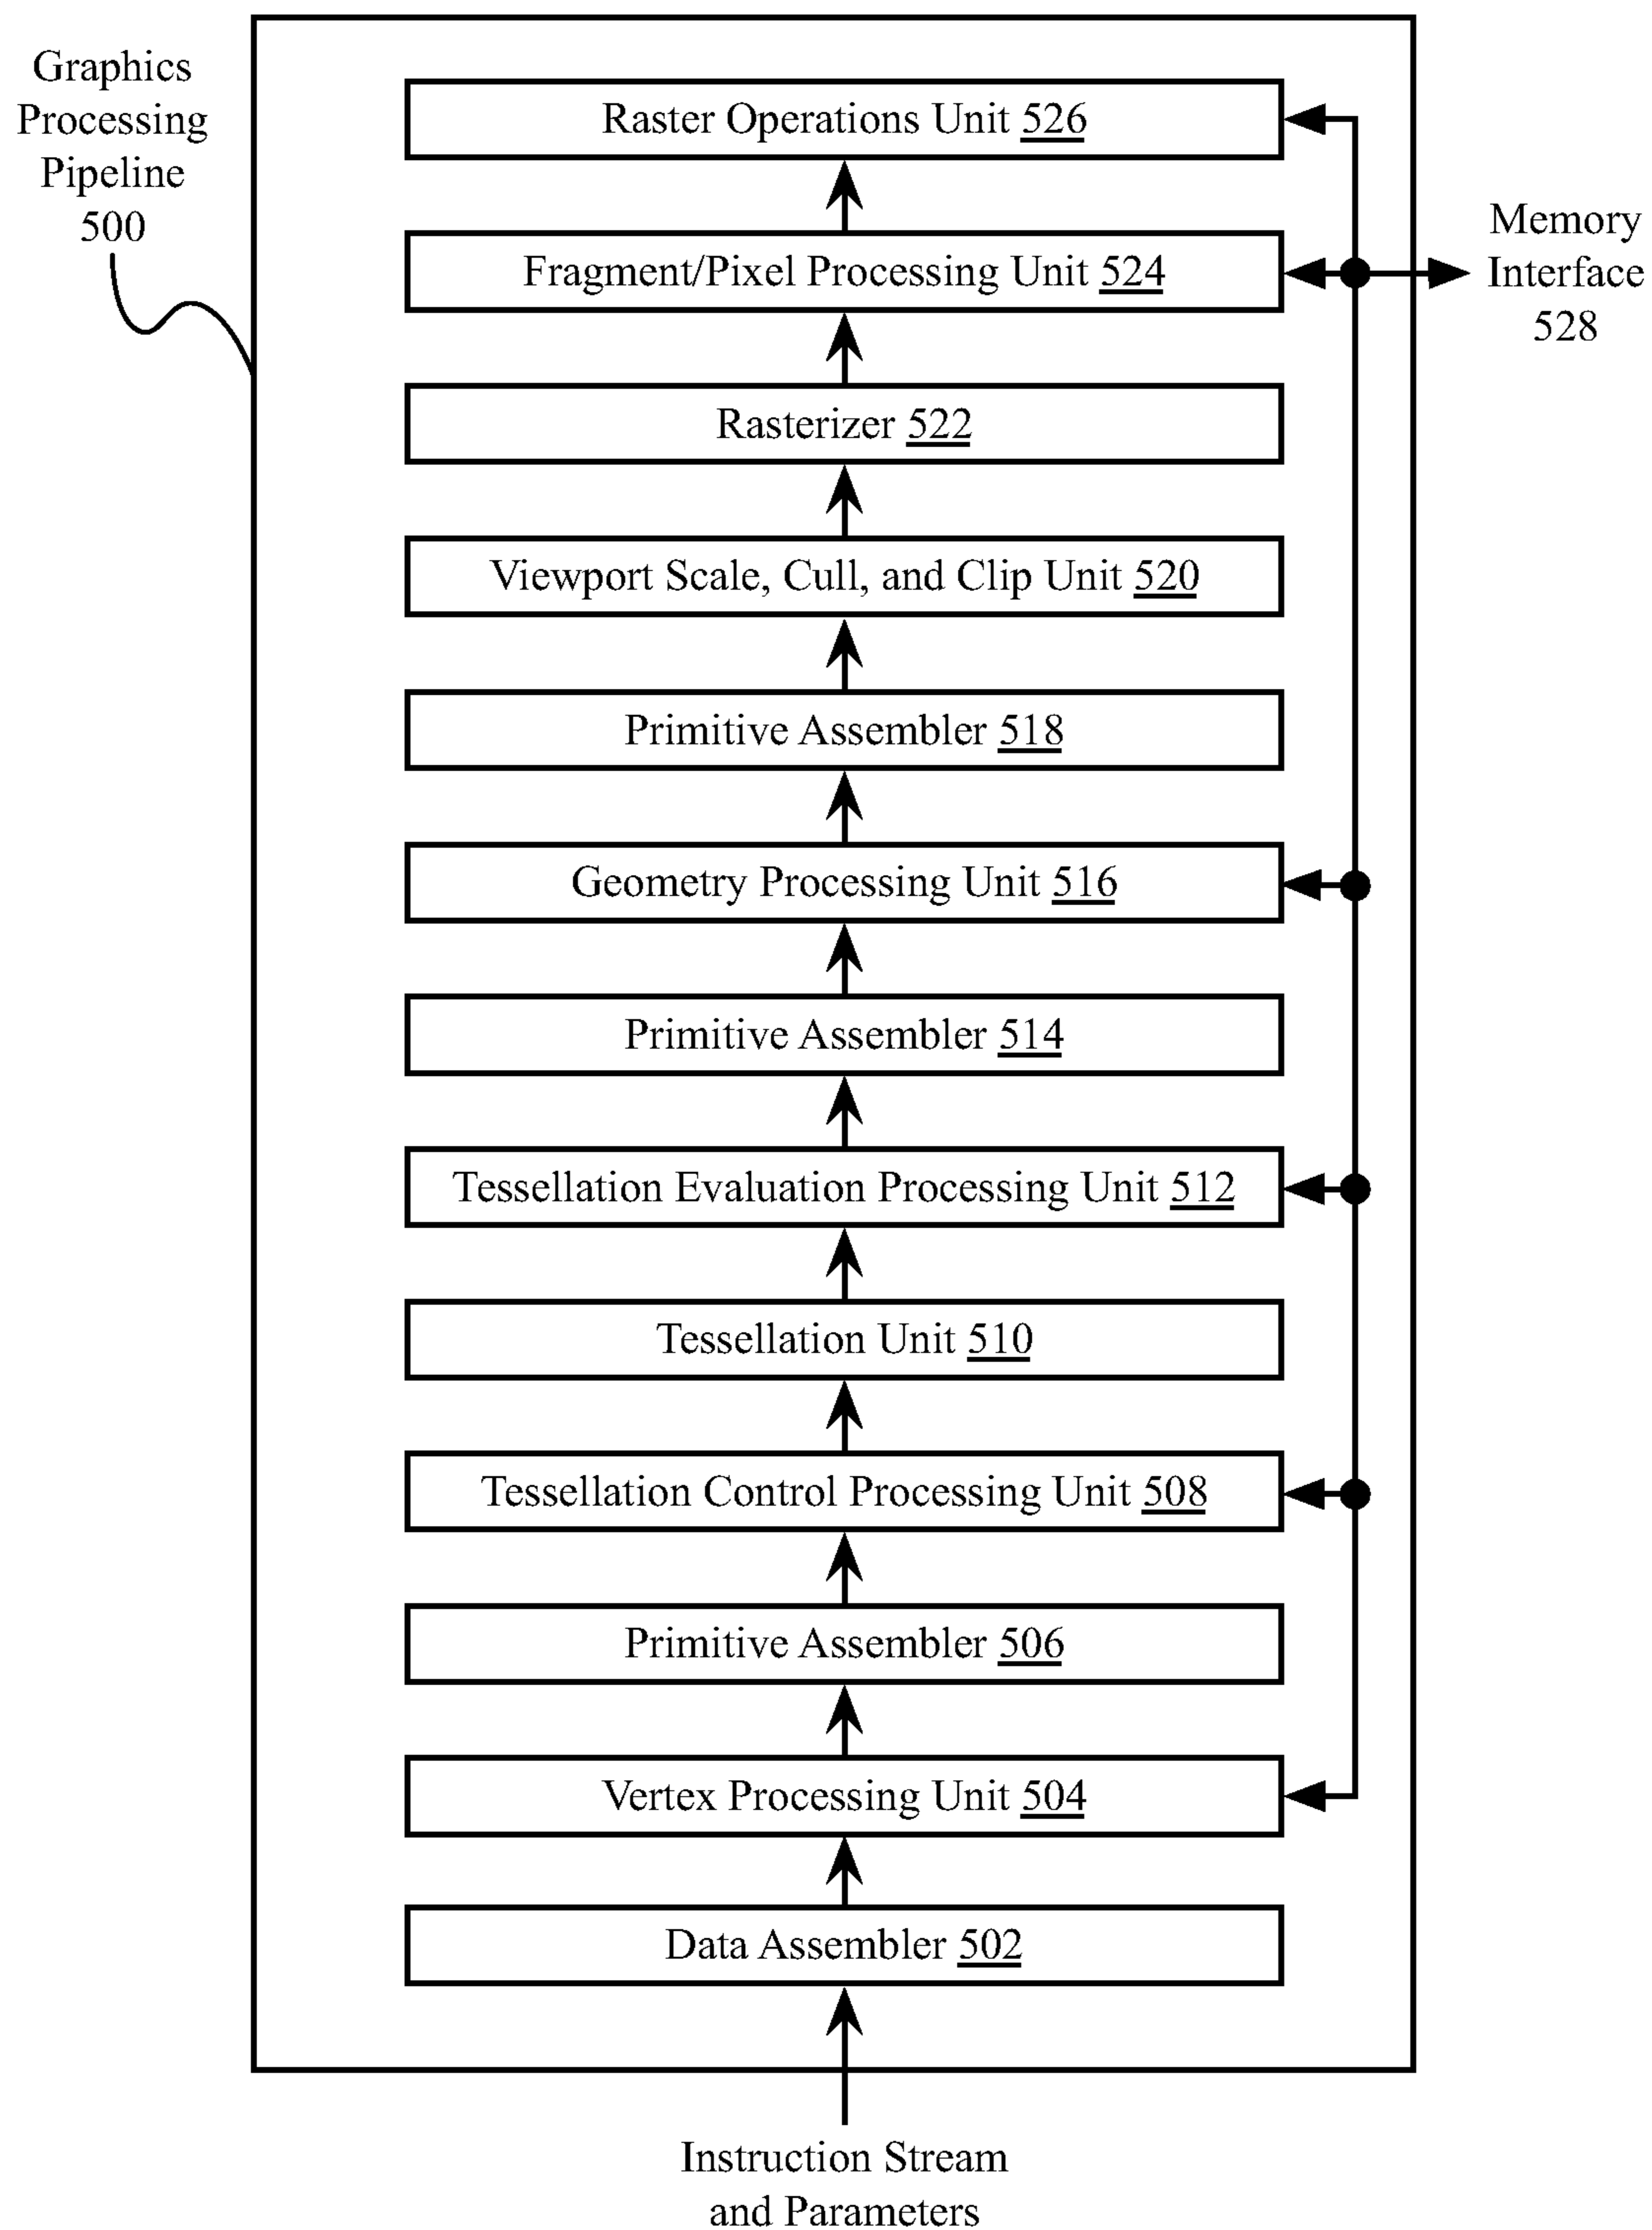 Graphics
Processing
Pipeline
500
Raster Operations Unit 526
Fragment/Pixel Processing Unit 524
Memory
Interface
528
Rasterizer 522
Viewport Scale, Cull, and Clip Unit 520
Primitive Assembler 518
Geometry Processing Unit 516
Primitive Assembler 514
Tessellation Evaluation Processing Unit 512
Tessellation Unit 510
Tessellation Control Processing Unit 508
Primitive Assembler 506
Vertex Processing Unit 504
Data Assembler 502
Instruction Stream
and Parameters